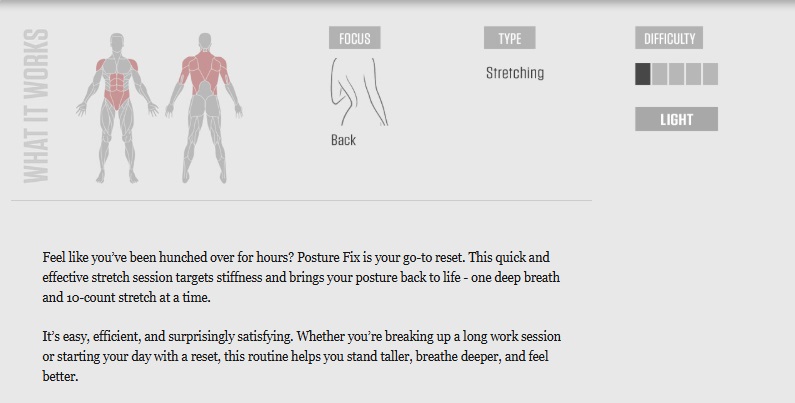 WHAT IT WORKS
FOCUS
Back
TYPE
Stretching
DIFFICULTY
LIGHT
Feel like you’ve been hunched over for hours? Posture Fix is your go-to reset. This quick and
effective stretch session targets stiffness and brings your posture back to life - one deep breath
and 10-count stretch at a time.
It’s easy, efficient, and surprisingly satisfying. Whether you’re breaking up a long work session
or starting your day with a reset, this routine helps you stand taller, breathe deeper, and feel
better.